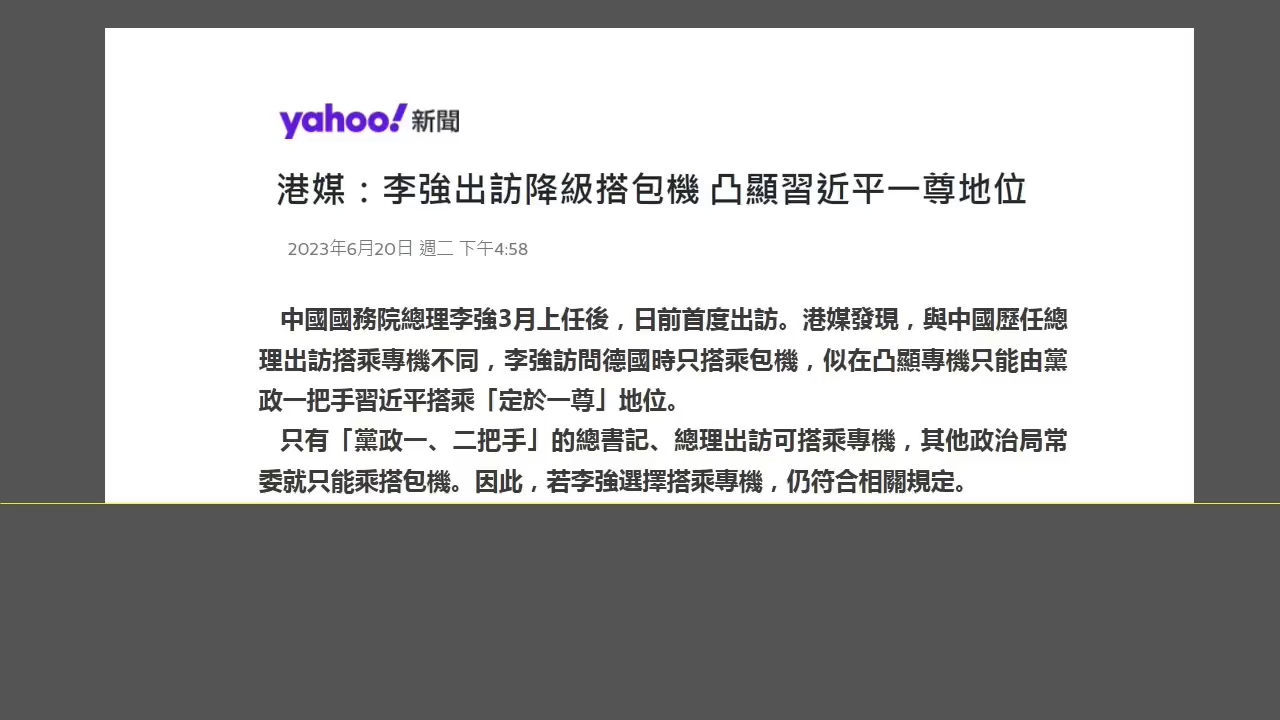 yahoo!新聞
港媒：李強出訪降級搭包機 凸顯習近平一尊地位
2023年6月20日 週二 下午4:58
中國國務院總理李強3月上任後，日前首度出訪。港媒發現，與中國歷任總
理出訪搭乘專機不同，李強訪問德國時只搭乘包機，似在凸顯專機只能由黨
政一把手習近平搭乘「定於一尊」地位。
只有「黨政一、二把手」的總書記、總理出訪可搭乘專機，其他政治局常
委就只能乘搭包機。因此，若李強選擇搭乘專機，仍符合相關規定。